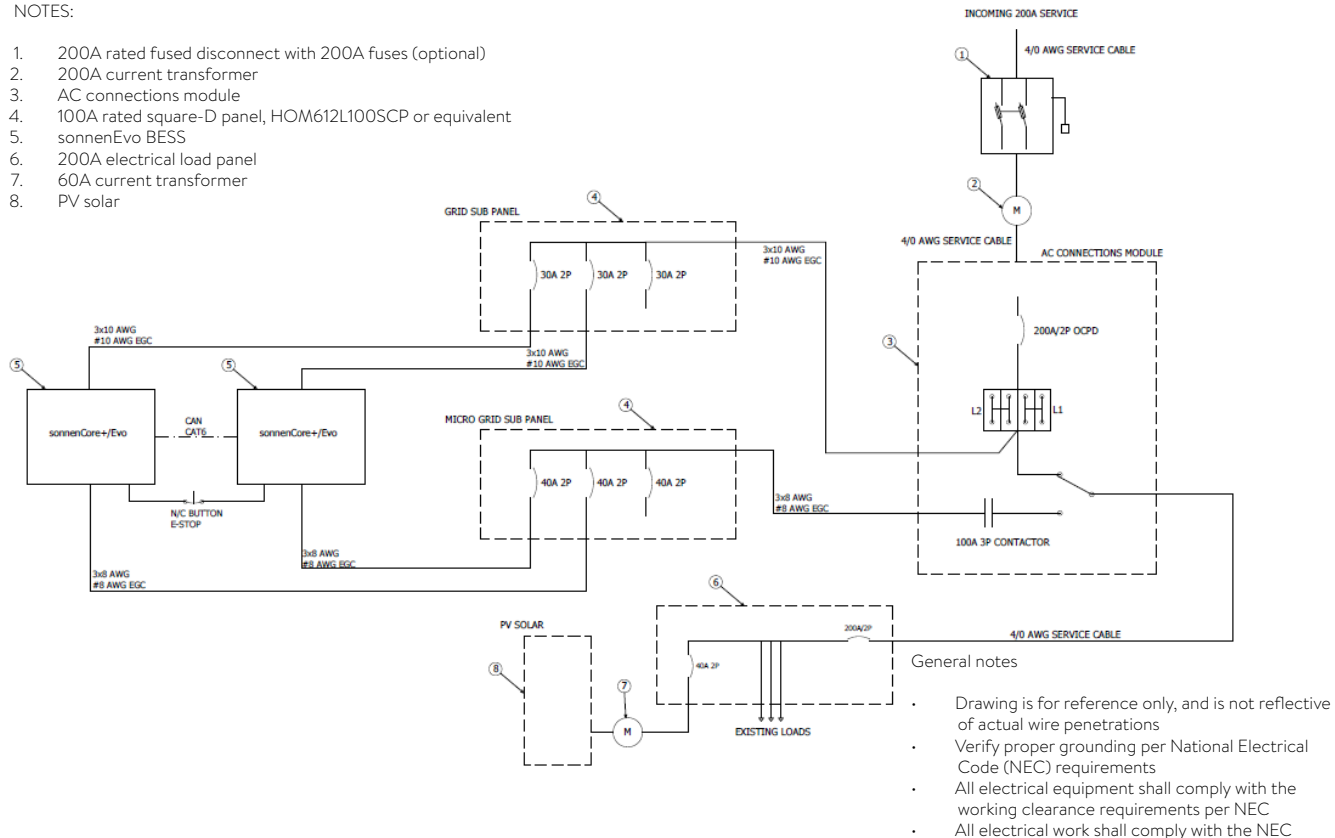 NOTES:
1. 200A rated fused disconnect with 200A fuses (optional)
2. 200A current transformer
3. AC connections module
4. 100A rated square-D panel, HOM612L100SCP or equivalent
5. sonnenEvo BESS
6. 200A electrical load panel
7. 60A current transformer
8. PV solar
INCOMING 200A SERVICE
4/0 AWG SERVICE CABLE
1
2
M
4/0 AWG SERVICE CABLE
AC CONNECTIONS MODULE
3
200A/2P OCPD
L2
L1
100A 3P CONTACTOR
GRID SUB PANEL
4
30A 2P
30A 2P
30A 2P
3x10 AWG
#10 AWG EGC
3x10 AWG
#10 AWG EGC
3x10 AWG
#10 AWG EGC
5
sonnenCore+/Evo
CAN
CAT6
5
sonnenCore+/Evo
N/C BUTTON
E-STOP
MICRO GRID SUB PANEL
4
40A 2P
40A 2P
40A 2P
3x8 AWG
#8 AWG EGC
3x8 AWG
#8 AWG EGC
3x8 AWG
#8 AWG EGC
6
200A/2P
40A 2P
4/0 AWG SERVICE CABLE
EXISTING LOADS
PV SOLAR
8
7
M
General notes
• Drawing is for reference only, and is not reflective
of actual wire penetrations
• Verify proper grounding per National Electrical
Code (NEC) requirements
• All electrical equipment shall comply with the
working clearance requirements per NEC
• All electrical work shall comply with the NEC